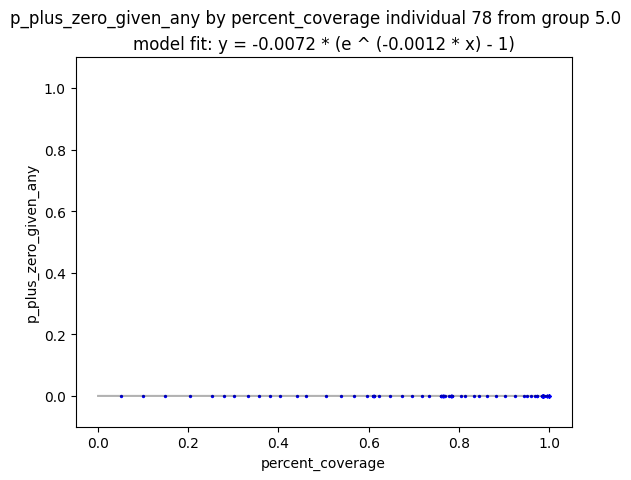 p_plus_zero_given_any by percent_coverage individual 78 from group 5.0
model fit: y = -0.0072 * (e ^ (-0.0012 * x) - 1)
1.0
0.8
0.6
0.4
0.2
0.0
p_plus_zero_given_any
0.0 0.2 0.4 0.6 0.8 1.0
percent_coverage